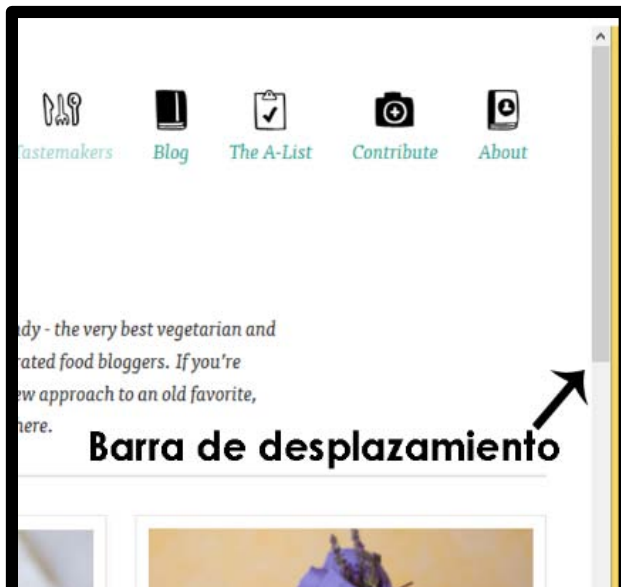 Tastemakers Blog The A-List Contribute About
dy - the very best vegetarian and
rated food bloggers. If you're
ew approach to an old favorite,
here.
Barra de desplazamiento